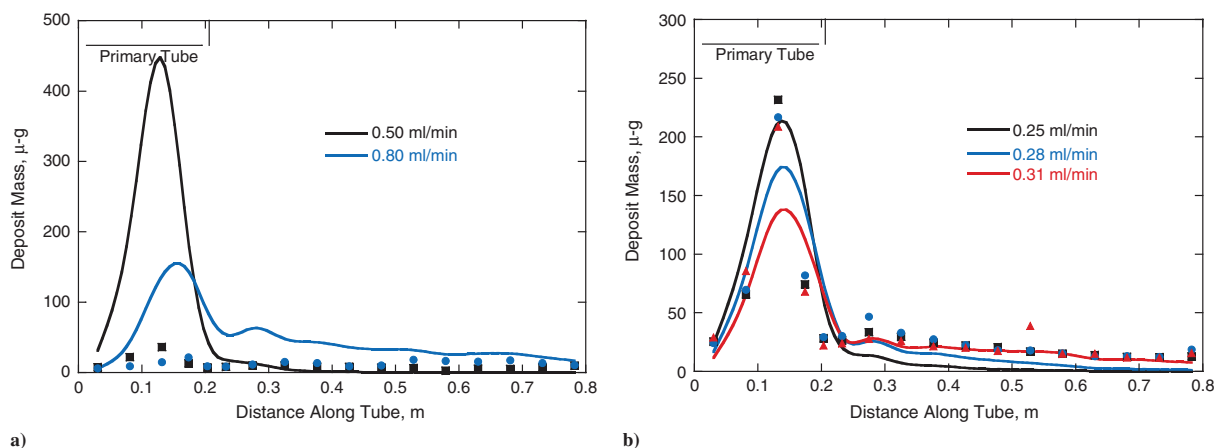 500
400
300
200
100
0
Deposit Mass, μ-g
Primary Tube
0.50 ml/min
0.80 ml/min
0 0.1 0.2 0.3 0.4 0.5 0.6 0.7 0.8
Distance Along Tube, m
a)
300
250
200
150
100
50
0
Deposit Mass, μ-g
Primary Tube
0.25 ml/min
0.28 ml/min
0.31 ml/min
0 0.1 0.2 0.3 0.4 0.5 0.6 0.7 0.8
Distance Along Tube, m
b)